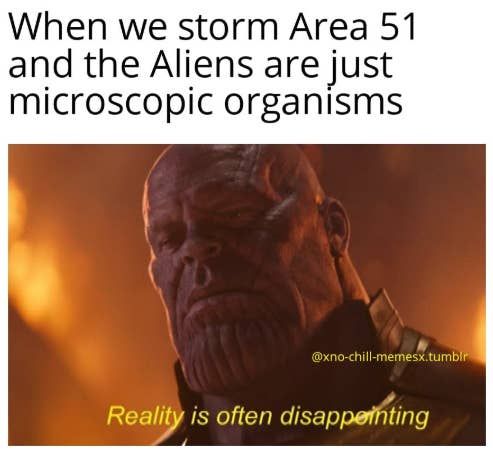 When we storm Area 51
and the Aliens are just
microscopic organisms
@xno-chill-memesx.tumblr
Reality is often disappointing